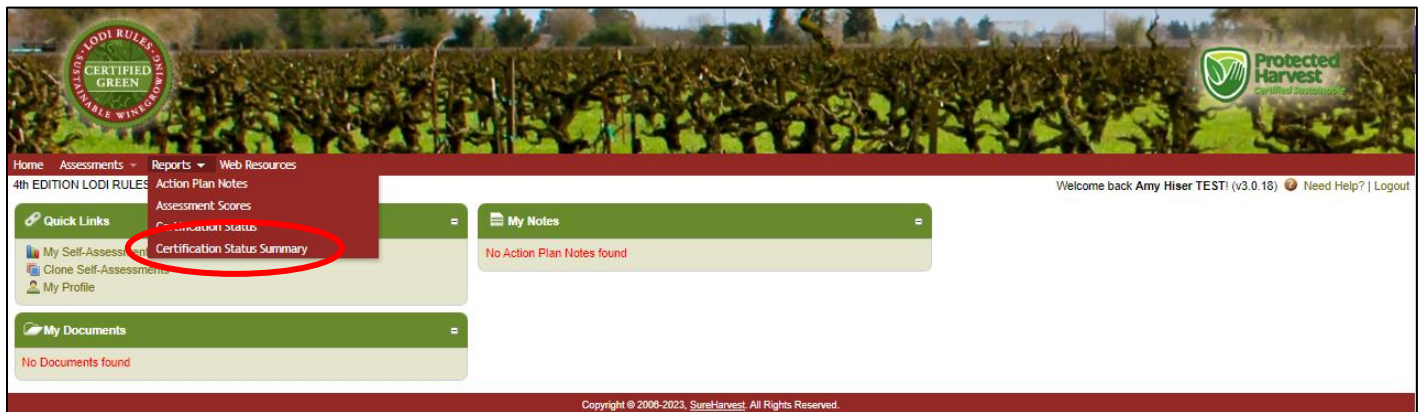 LODI RULES
SUSTAINABLE WINEGROWING
CERTIFIED
GREEN
Protected
Harvest
Certified Sustainable
Home Assessments Reports Web Resources
4th EDITION LODI RULES
Welcome back Amy Hiser TEST! (v3.0.18) Need Help? | Logout
Action Plan Notes
Assessment Scores
Certification Status
Certification Status Summary
Quick Links
My Self-Assessment
Clone Self-Assessments
My Profile
My Notes
No Action Plan Notes found
My Documents
No Documents found
Copyright © 2006-2023, SureHarvest. All Rights Reserved.